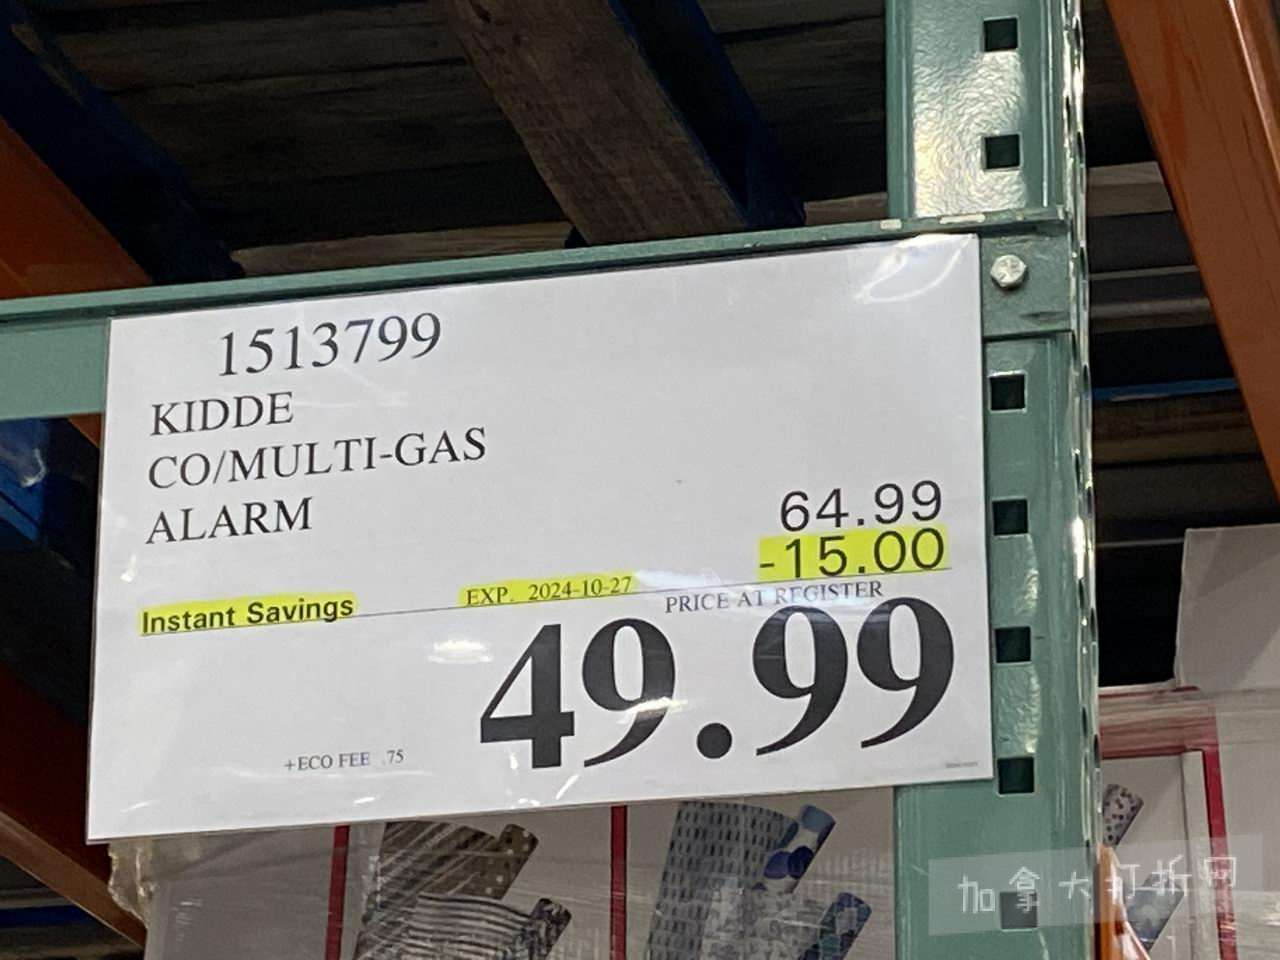 1513799
KIDDE
CO/MULTI-GAS
ALARM
64.99
-15.00
Instant Savings
EXP. 2024-10-27
PRICE AT REGISTER
49.99
+ECO FEE .75
加拿大打折网